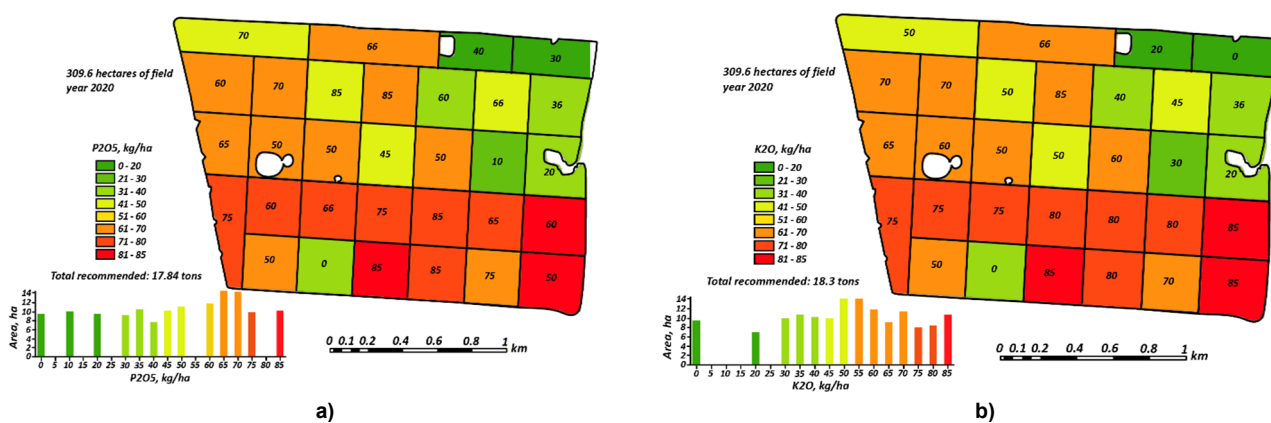 70
66
40
30
309.6 hectares of field
year 2020
60
70
85
85
60
66
36
P2O5, kg/ha
0 - 20
21 - 30
31 - 40
41 - 50
51 - 60
61 - 70
71 - 80
81 - 85
65
50
50
45
50
10
20
75
60
66
75
85
65
60
50
0
85
85
75
50
Total recommended: 17.84 tons
Area, ha
14
12
10
8
6
4
2
0
0 5 10 15 20 25 30 35 40 45 50 55 60 65 70 75 80 85
P2O5, kg/ha
0 0.1 0.2 0.4 0.6 0.8 1
km
a)
50
66
20
0
309.6 hectares of field
year 2020
70
70
50
85
40
45
36
K2O, kg/ha
0 - 20
21 - 30
31 - 40
41 - 50
51 - 60
61 - 70
71 - 80
81 - 85
65
60
50
50
60
30
20
75
75
75
80
80
80
85
50
0
85
80
70
85
Total recommended: 18.3 tons
Area, ha
14
12
10
8
6
4
2
0
0 5 10 15 20 25 30 35 40 45 50 55 60 65 70 75 80 85
K2O, kg/ha
0 0.1 0.2 0.4 0.6 0.8 1
km
b)